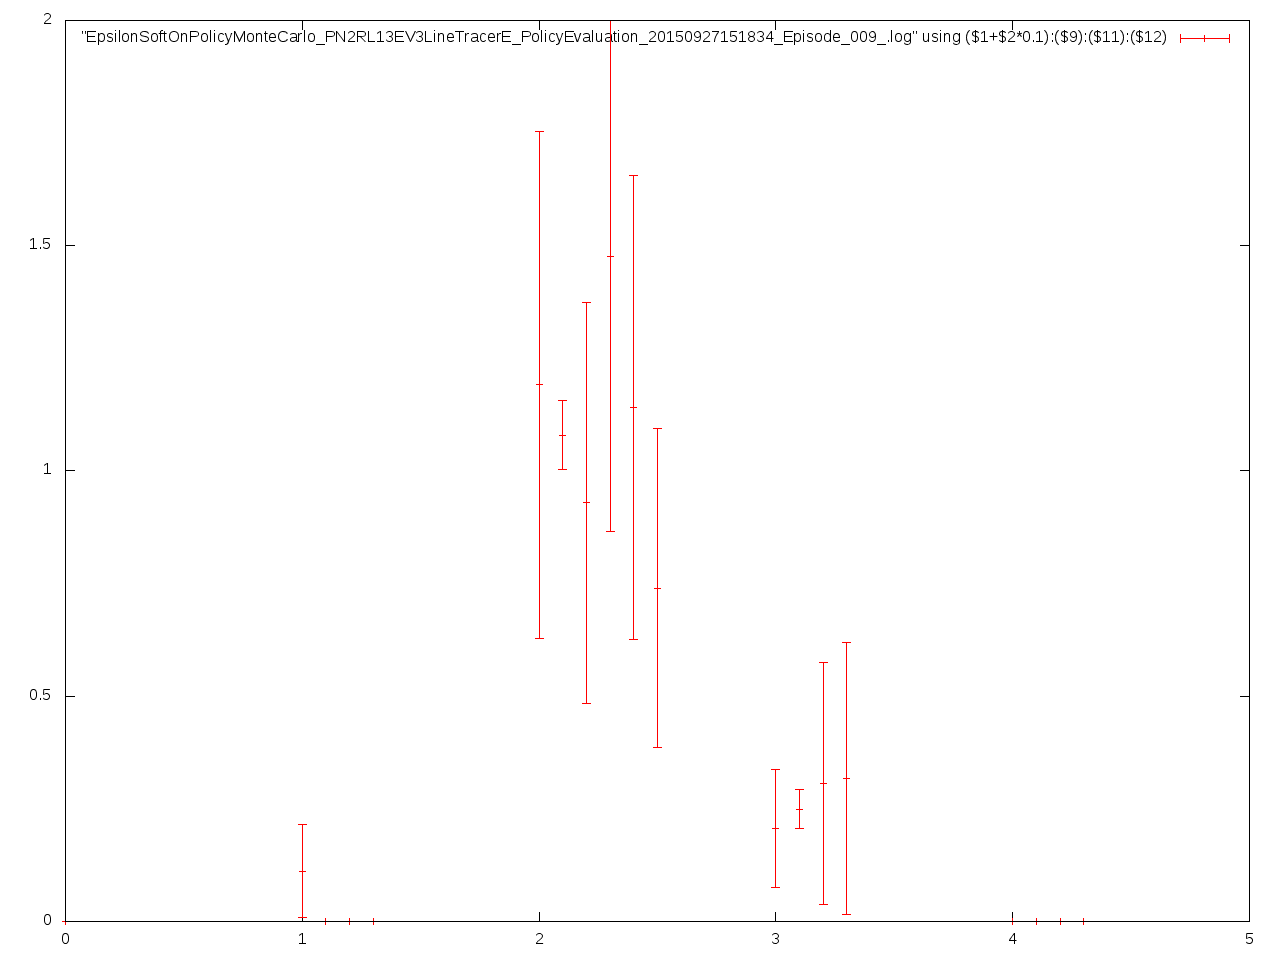 2
"EpsilonSoftOnPolicyMonteCarlo_PN2RL13EV3LineTracerE_PolicyEvaluation_20150927151834_Episode_009_.log" using ($1+$2*0.1):($9):($11):($12)
1.5
1
0.5
0
0 1 2 3 4 5